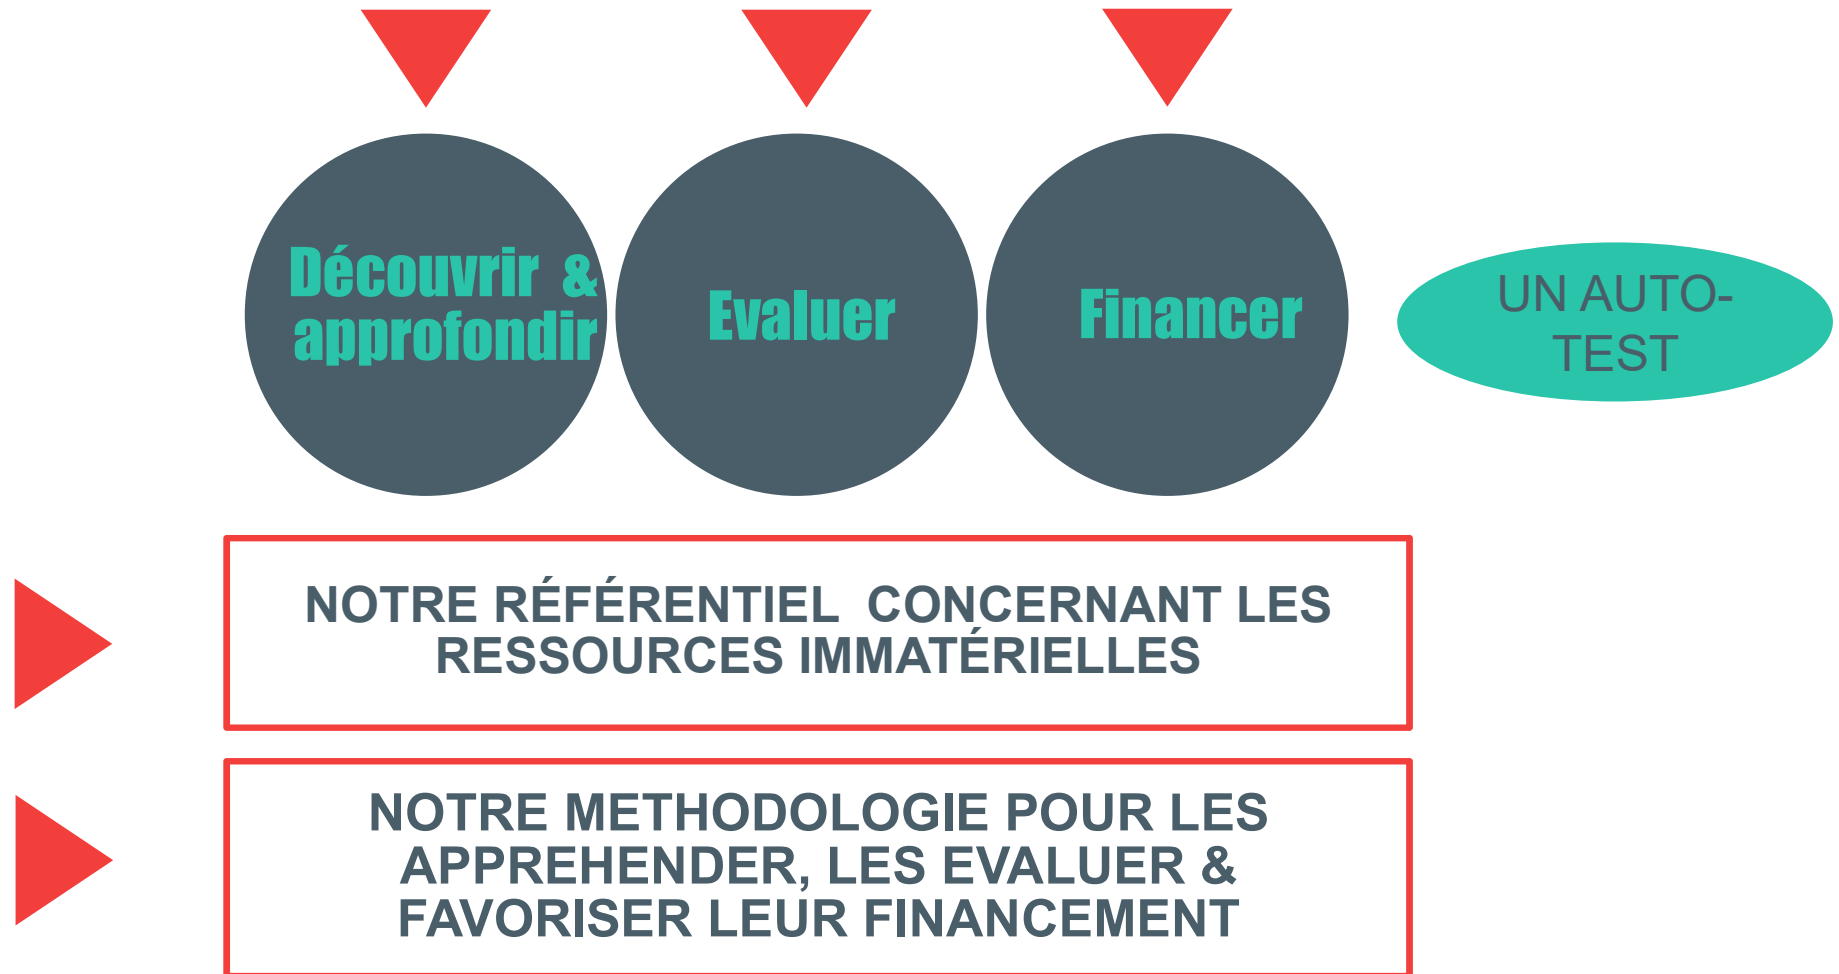 Découvrir &
approfondir
Evaluer
Financer
UN AUTO-
TEST
NOTRE RÉFÉRENTIEL CONCERNANT LES
RESSOURCES IMMATÉRIELLES
NOTRE METHODOLOGIE POUR LES
APPREHENDER, LES EVALUER &
FAVORISER LEUR FINANCEMENT